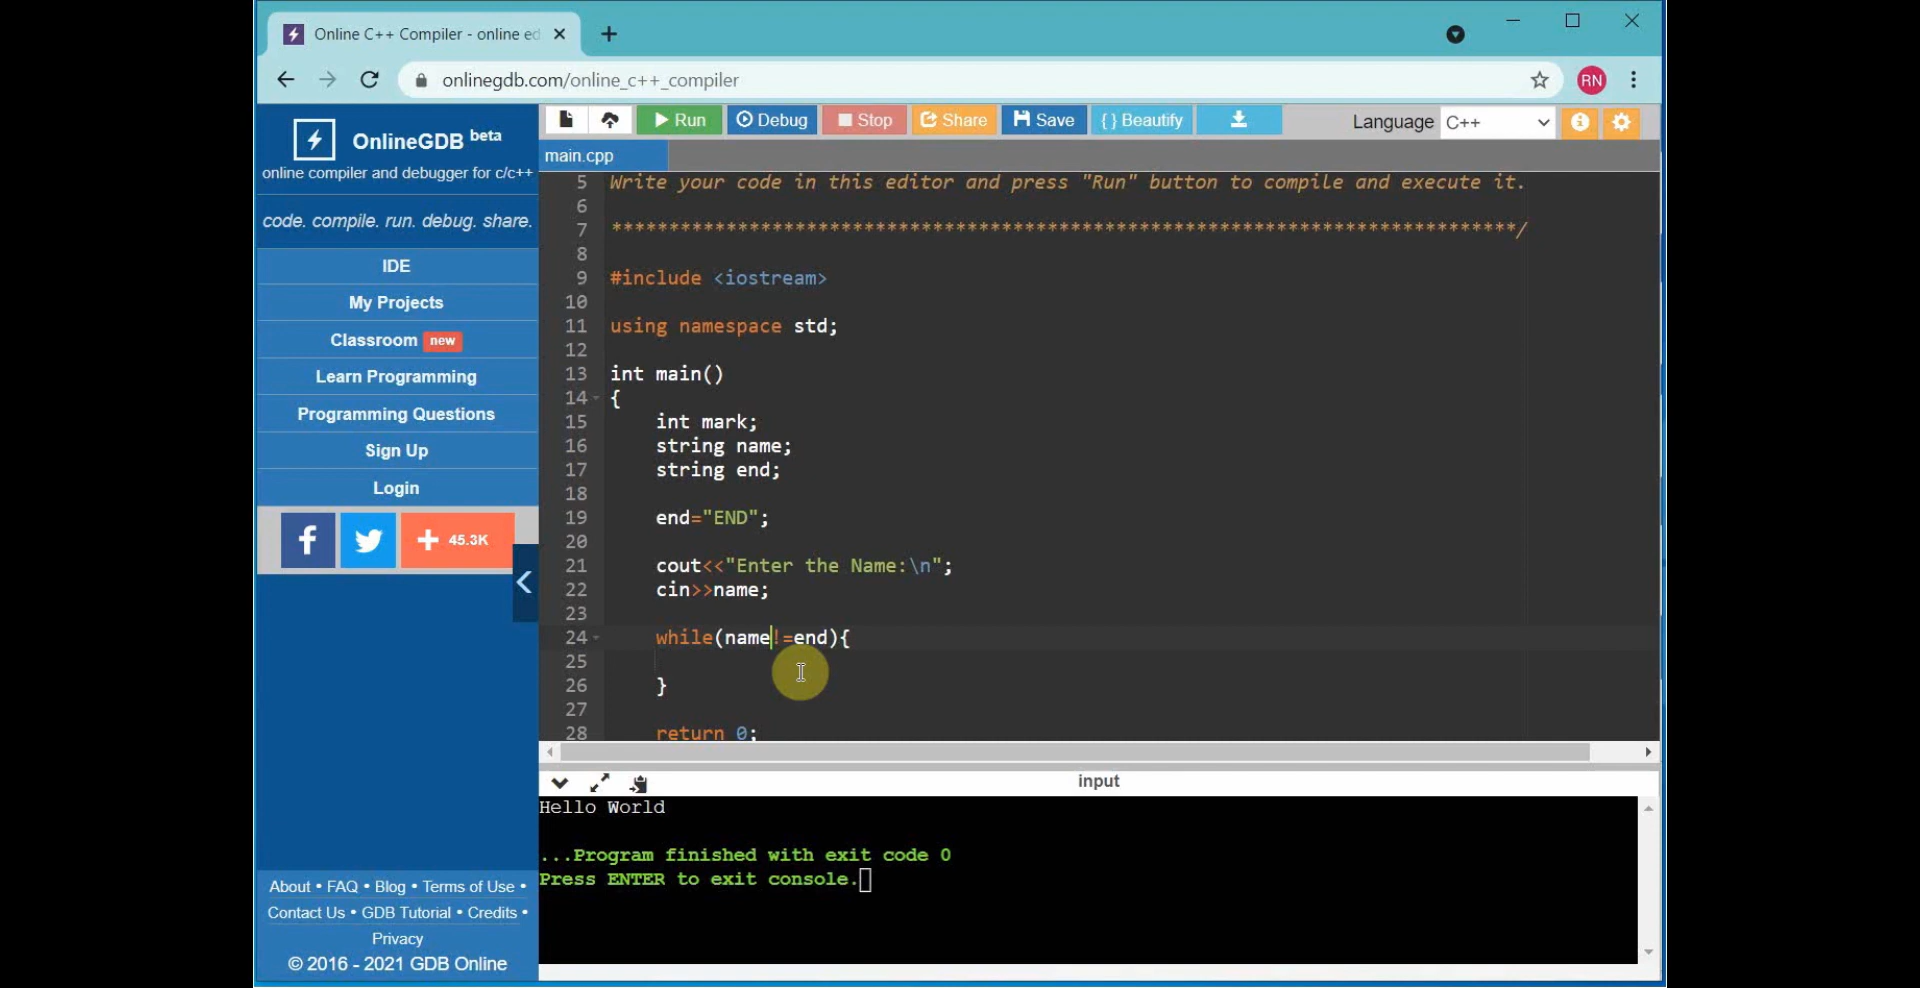 Online C++ Compiler - online ed
onlinegdb.com/online_c++_compiler
RN
OnlineGDB beta
online compiler and debugger for c/c++
code. compile. run. debug. share.
IDE
My Projects
Classroom new
Learn Programming
Programming Questions
Sign Up
Login
f
+ 45.3K
About • FAQ • Blog • Terms of Use •
Contact Us • GDB Tutorial • Credits •
Privacy
© 2016 - 2021 GDB Online
Run Debug Stop Share Save {} Beautify Language C++
main.cpp
5 Write your code in this editor and press "Run" button to compile and execute it.
6
7 *******************************************************************************/
8
9 #include <iostream>
10
11 using namespace std;
12
13 int main()
14 {
15 int mark;
16 string name;
17 string end;
18
19 end="END";
20
21 cout<<"Enter the Name:\n";
22 cin>>name;
23
24 while(name!=end){
25
26 }
27
28 return 0;
input
Hello World
...Program finished with exit code 0
Press ENTER to exit console.